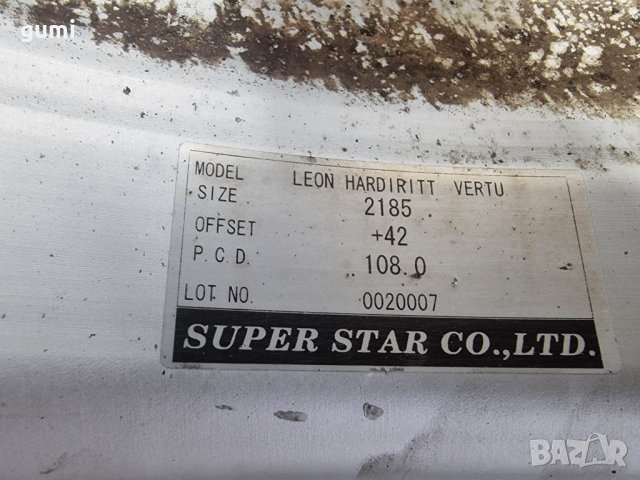 gumi
MODEL LEON HARDIRITT VERTU
SIZE 2185
OFFSET +42
P.C.D. 108.0
LOT NO. 0020007
SUPER STAR CO.,LTD.
BAZAR